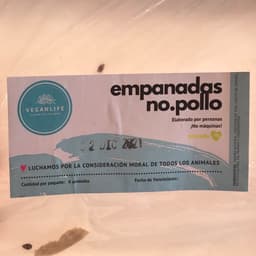 empanadas
no.pollo
VEGANLIFE
Elaborado por personas
¡No máquinas!
2 DIC 2021
LUCHAMOS POR LA CONSIDERACIÓN MORAL DE TODOS LOS ANIMALES
Cantidad por paquete: 4 unidades
Fecha de Vencimiento: